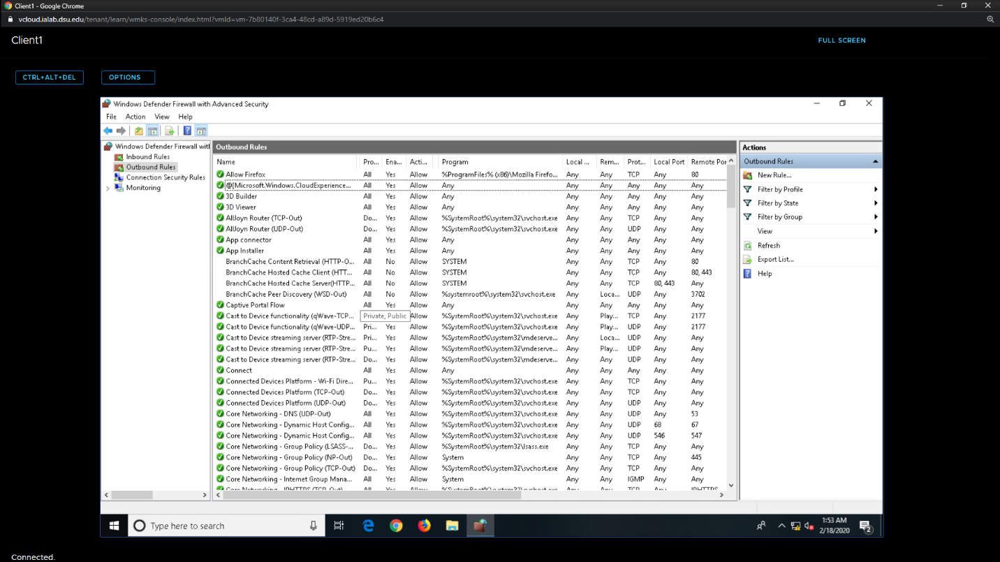 Client1 - Google Chrome
vcloud.ialab.dsu.edu/tenant/learn/wmks-console/index.html?vmId=vm-7b80140f-3ca4-48cd-a89d-5919ed20b6c4
Client1
FULL SCREEN
CTRL+ALT+DEL OPTIONS
Windows Defender Firewall with Advanced Security
File Action View Help
Windows Defender Firewall with
Inbound Rules
Outbound Rules
Connection Security Rules
Monitoring
Outbound Rules
Name Pro... Ena... Acti... Program Local ... Rem... Prot... Local Port Remote Por
Allow Firefox All Yes Allow %ProgramFiles% (x86)\Mozilla Firefo... Any Any TCP Any 80
@{Microsoft.Windows.CloudExperience... All Yes Allow Any Any Any Any Any Any
3D Builder All Yes Allow Any Any Any Any Any Any
3D Viewer All Yes Allow Any Any Any Any Any Any
AllJoyn Router (TCP-Out) Do... Yes Allow %SystemRoot%\system32\svchost.exe Any Any TCP Any Any
AllJoyn Router (UDP-Out) Do... Yes Allow %SystemRoot%\system32\svchost.exe Any Any UDP Any Any
App connector All Yes Allow Any Any Any Any Any Any
App Installer All Yes Allow Any Any Any Any Any Any
BranchCache Content Retrieval (HTTP-O... All No Allow SYSTEM Any Any TCP Any 80
BranchCache Hosted Cache Client (HTT... All No Allow SYSTEM Any Any TCP Any 80, 443
BranchCache Hosted Cache Server(HTTP... All No Allow SYSTEM Any Any TCP 80, 443 Any
BranchCache Peer Discovery (WSD-Out) All No Allow %systemroot%\system32\svchost.exe Any Loca... UDP Any 3702
Captive Portal Flow All Yes Allow Any Any Any Any Any Any
Cast to Device functionality (qWave-TCP... Private, Public Allow %SystemRoot%\system32\svchost.exe Any Play... TCP Any 2177
Cast to Device functionality (qWave-UDP... Pri... Yes Allow %SystemRoot%\system32\svchost.exe Any Play... UDP Any 2177
Cast to Device streaming server (RTP-Stre... Pri... Yes Allow %SystemRoot%\system32\mdeserve... Any Loca... UDP Any Any
Cast to Device streaming server (RTP-Stre... Pu... Yes Allow %SystemRoot%\system32\mdeserve... Any Play... UDP Any Any
Cast to Device streaming server (RTP-Stre... Do... Yes Allow %SystemRoot%\system32\mdeserve... Any Any UDP Any Any
Connect All Yes Allow Any Any Any Any Any Any
Connected Devices Platform - Wi-Fi Dire... Pu... Yes Allow %SystemRoot%\system32\svchost.exe Any Any TCP Any Any
Connected Devices Platform (TCP-Out) Do... Yes Allow %SystemRoot%\system32\svchost.exe Any Any TCP Any Any
Connected Devices Platform (UDP-Out) Do... Yes Allow %SystemRoot%\system32\svchost.exe Any Any UDP Any Any
Core Networking - DNS (UDP-Out) All Yes Allow %SystemRoot%\system32\svchost.exe Any Any UDP Any 53
Core Networking - Dynamic Host Config... All Yes Allow %SystemRoot%\system32\svchost.exe Any Any UDP 68 67
Core Networking - Dynamic Host Config... All Yes Allow %SystemRoot%\system32\svchost.exe Any Any UDP 546 547
Core Networking - Group Policy (LSASS-... Do... Yes Allow %SystemRoot%\system32\lsass.exe Any Any TCP Any Any
Core Networking - Group Policy (NP-Out) Do... Yes Allow System Any Any TCP Any 445
Core Networking - Group Policy (TCP-Out) Do... Yes Allow %SystemRoot%\system32\svchost.exe Any Any TCP Any Any
Core Networking - Internet Group Mana... All Yes Allow System Any Any IGMP Any Any
Core Networking - IPHTTPS (TCP-Out) All Yes Allow %SystemRoot%\system32\svchost.exe Any Any TCP Any IPHTTPS
Actions
Outbound Rules
New Rule...
Filter by Profile
Filter by State
Filter by Group
View
Refresh
Export List...
Help
Type here to search
1:53 AM
2/18/2020
2
Connected.